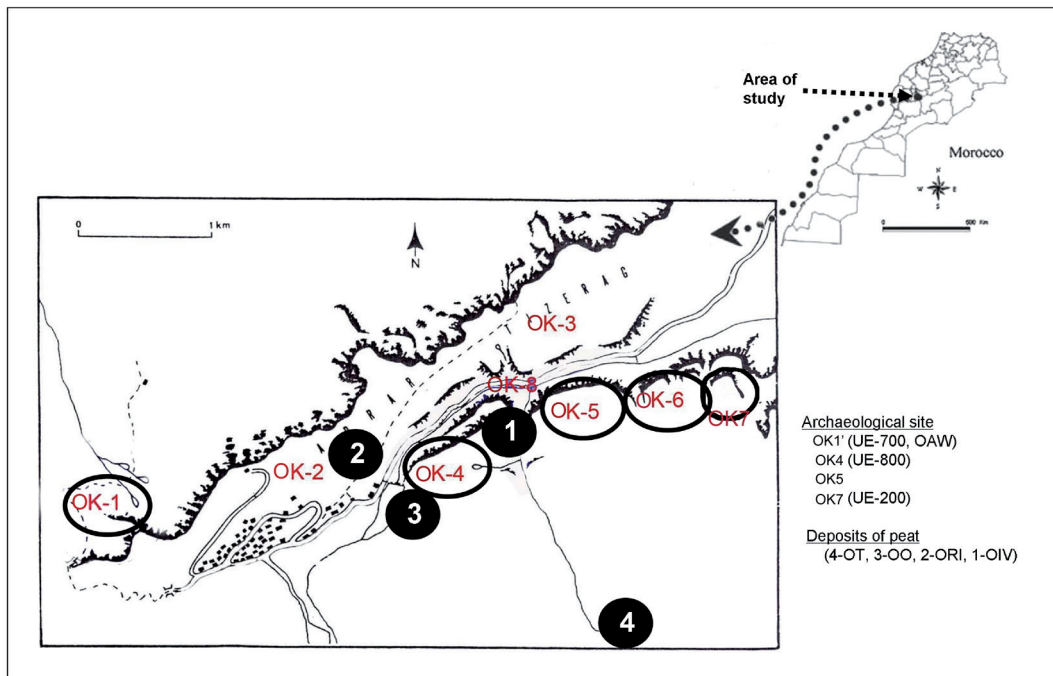 Area of
study
Morocco
N
W E
S
0 500 Km
0 1 km
N
ADRAR TIZERAG
OK-3
OK-8
OK-5
OK-6
OK7
1
2
OK-2
OK-4
OK-1
3
4
Archaeological site
OK1' (UE-700, OAW)
OK4 (UE-800)
OK5
OK7 (UE-200)
Deposits of peat
(4-OT, 3-OO, 2-ORI, 1-OIV)